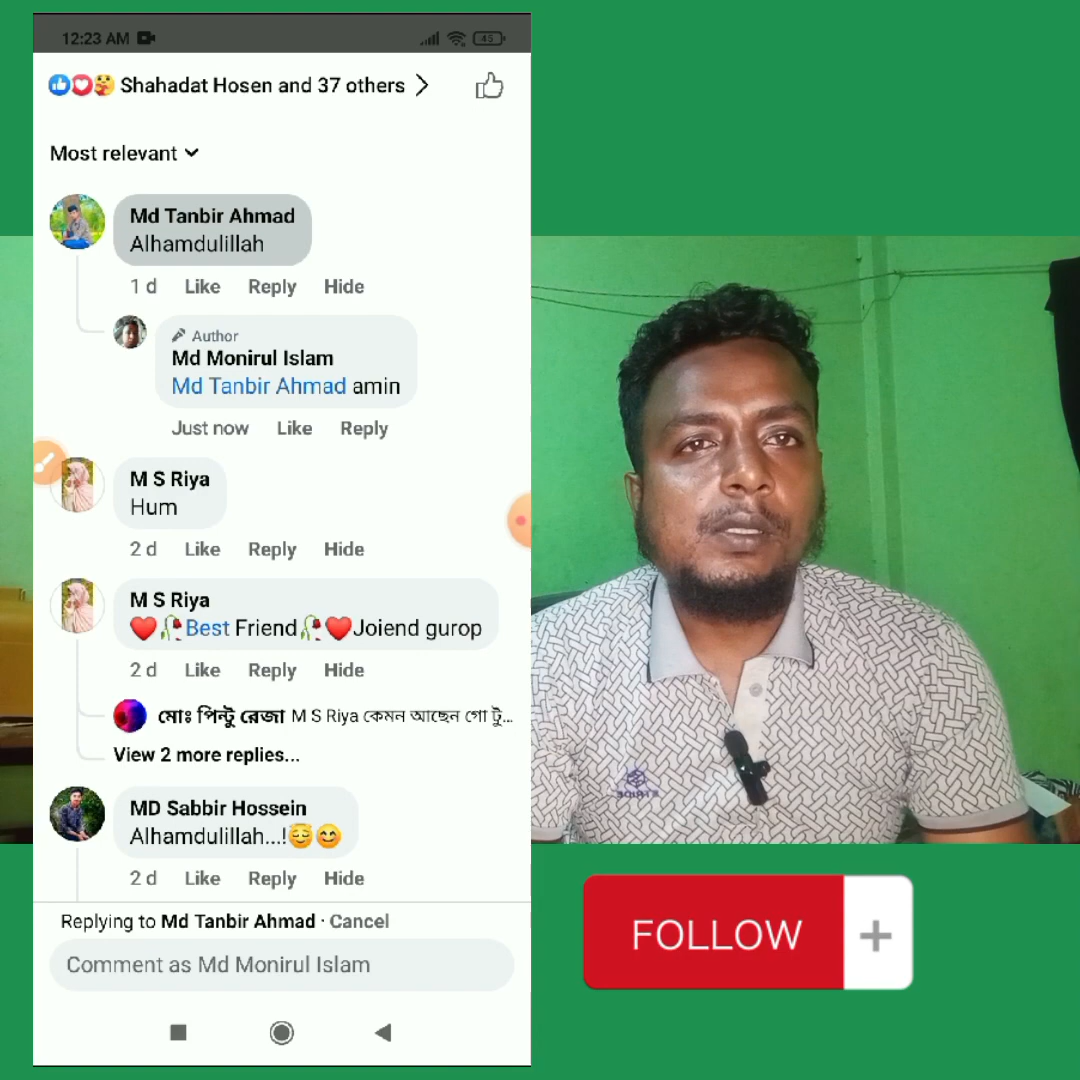 12:23 AM
45
Shahadat Hosen and 37 others
Most relevant
Md Tanbir Ahmad
Alhamdulillah
1 d Like Reply Hide
Author
Md Monirul Islam
Md Tanbir Ahmad amin
Just now Like Reply
M S Riya
Hum
2 d Like Reply Hide
M S Riya
❤️🥀Best Friend🥀❤️Joiend gurop
2 d Like Reply Hide
মোঃ পিন্টু রেজা M S Riya কেমন আছেন গো টু...
View 2 more replies...
MD Sabbir Hossein
Alhamdulillah...!😌😊
2 d Like Reply Hide
Replying to Md Tanbir Ahmad · Cancel
Comment as Md Monirul Islam
FOLLOW +